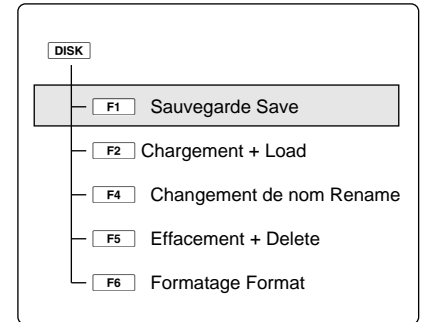 DISK
F1 Sauvegarde Save
F2 Chargement + Load
F4 Changement de nom Rename
F5 Effacement + Delete
F6 Formatage Format